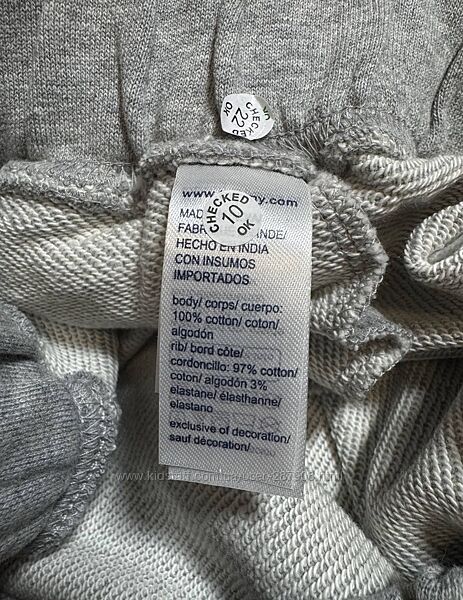 CHECKED
22
OK
www.
ny.com
CHECKED
10
OK
MAD
FABR
NDE/
HECHO EN INDIA
CON INSUMOS
IMPORTADOS
body/ corps/ cuerpo:
100% cotton/ coton/
algodón
rib/ bord côte/
cordoncillo: 97% cotton/
coton/ algodón 3%
elastane/ élasthanne/
elastano
exclusive of decoration/
sauf décoration/